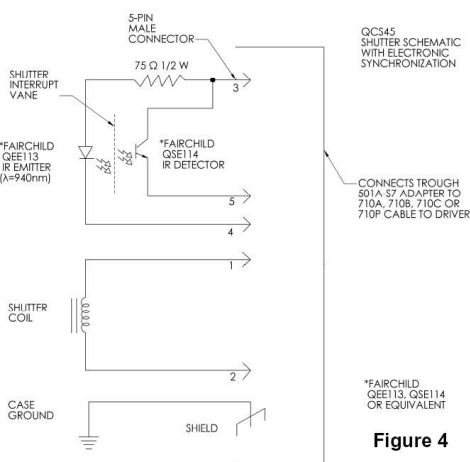 5-PIN
MALE
CONNECTOR
QCS45
SHUTTER SCHEMATIC
WITH ELECTRONIC
SYNCHRONIZATION
75 Ω 1/2 W
3
SHUTTER
INTERRUPT
VANE
*FAIRCHILD
QEE113
IR EMITTER
(λ=940nm)
*FAIRCHILD
QSE114
IR DETECTOR
5
4
CONNECTS TROUGH
501A S7 ADAPTER TO
710A, 710B, 710C OR
710P CABLE TO DRIVER
1
SHUTTER
COIL
2
CASE
GROUND
SHIELD
*FAIRCHILD
QEE113, QSE114
OR EQUIVALENT
Figure 4